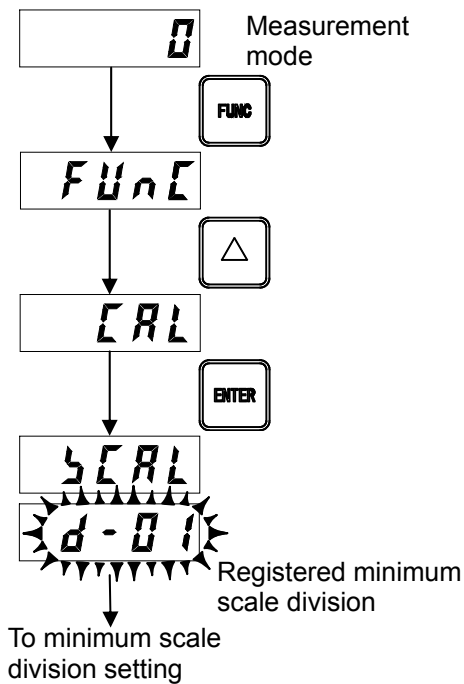 0
Measurement
mode
FUNC
FUnC
CAL
ENTER
SCAL
d-01
Registered minimum
scale division
To minimum scale
division setting